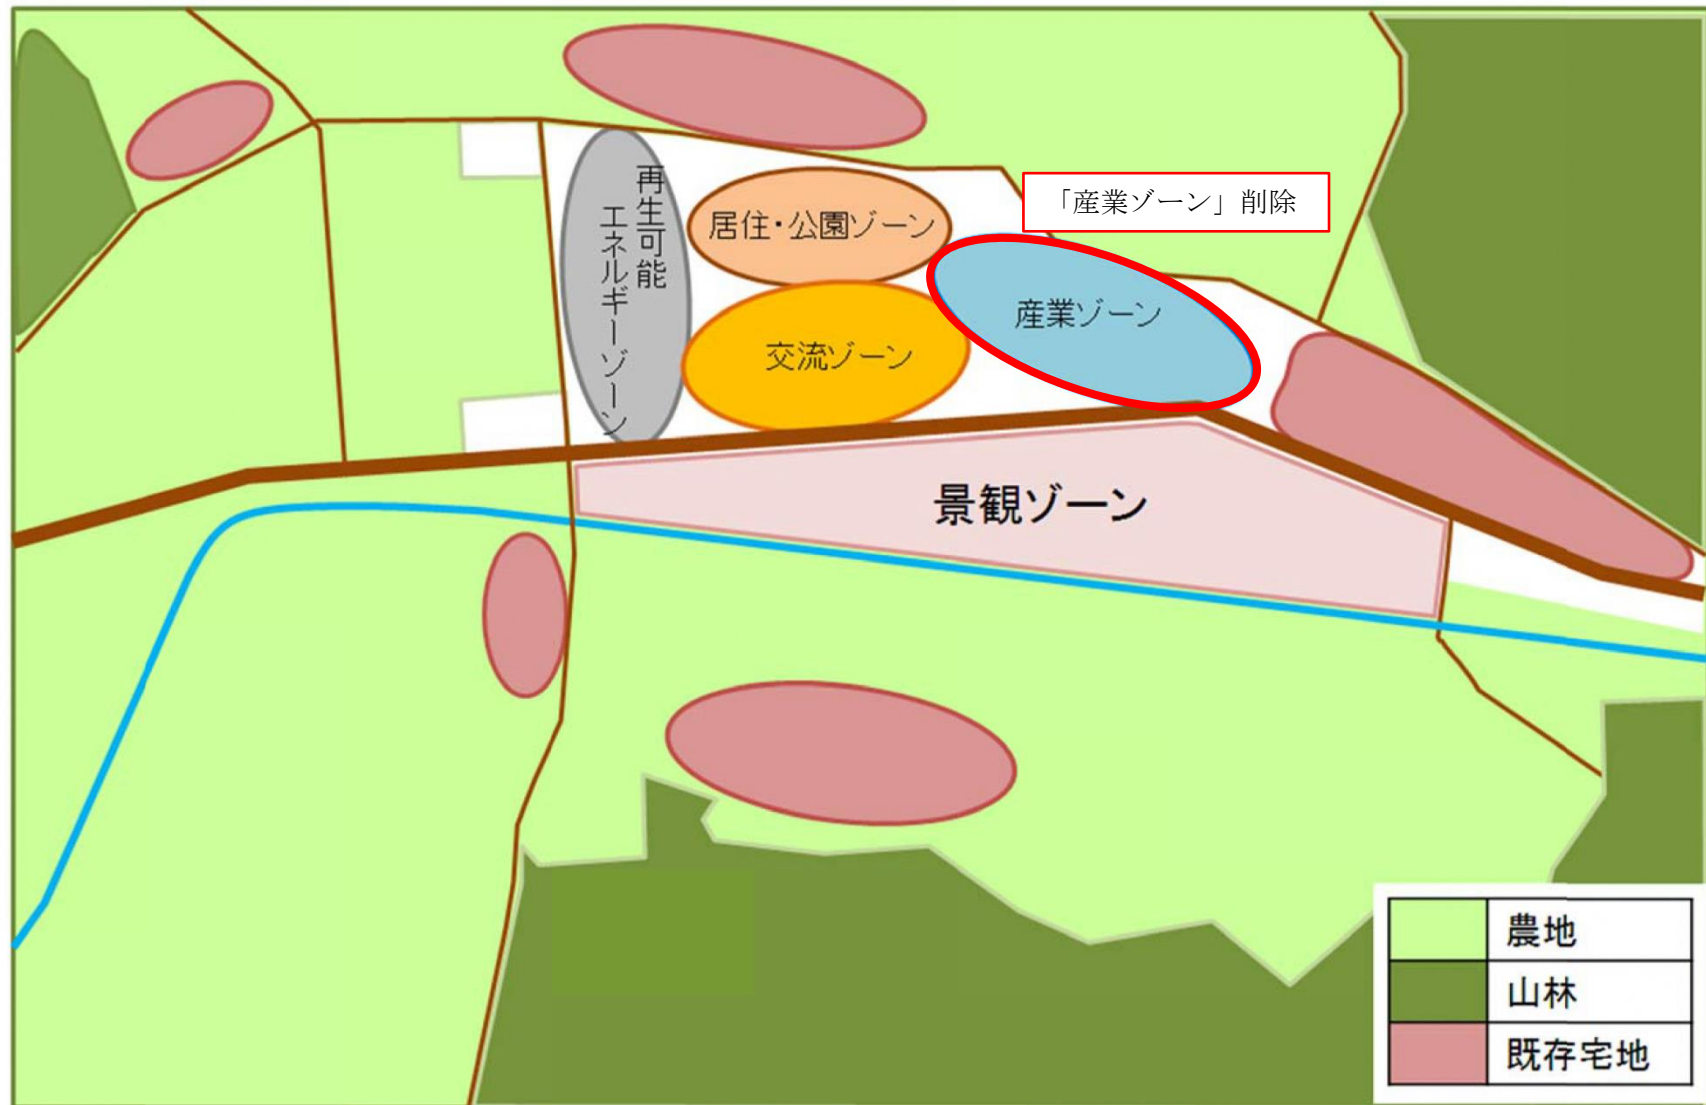 「産業ゾーン」削除
再生可能
エネルギーゾーン
居住・公園ゾーン
産業ゾーン
交流ゾーン
景観ゾーン
農地
山林
既存宅地